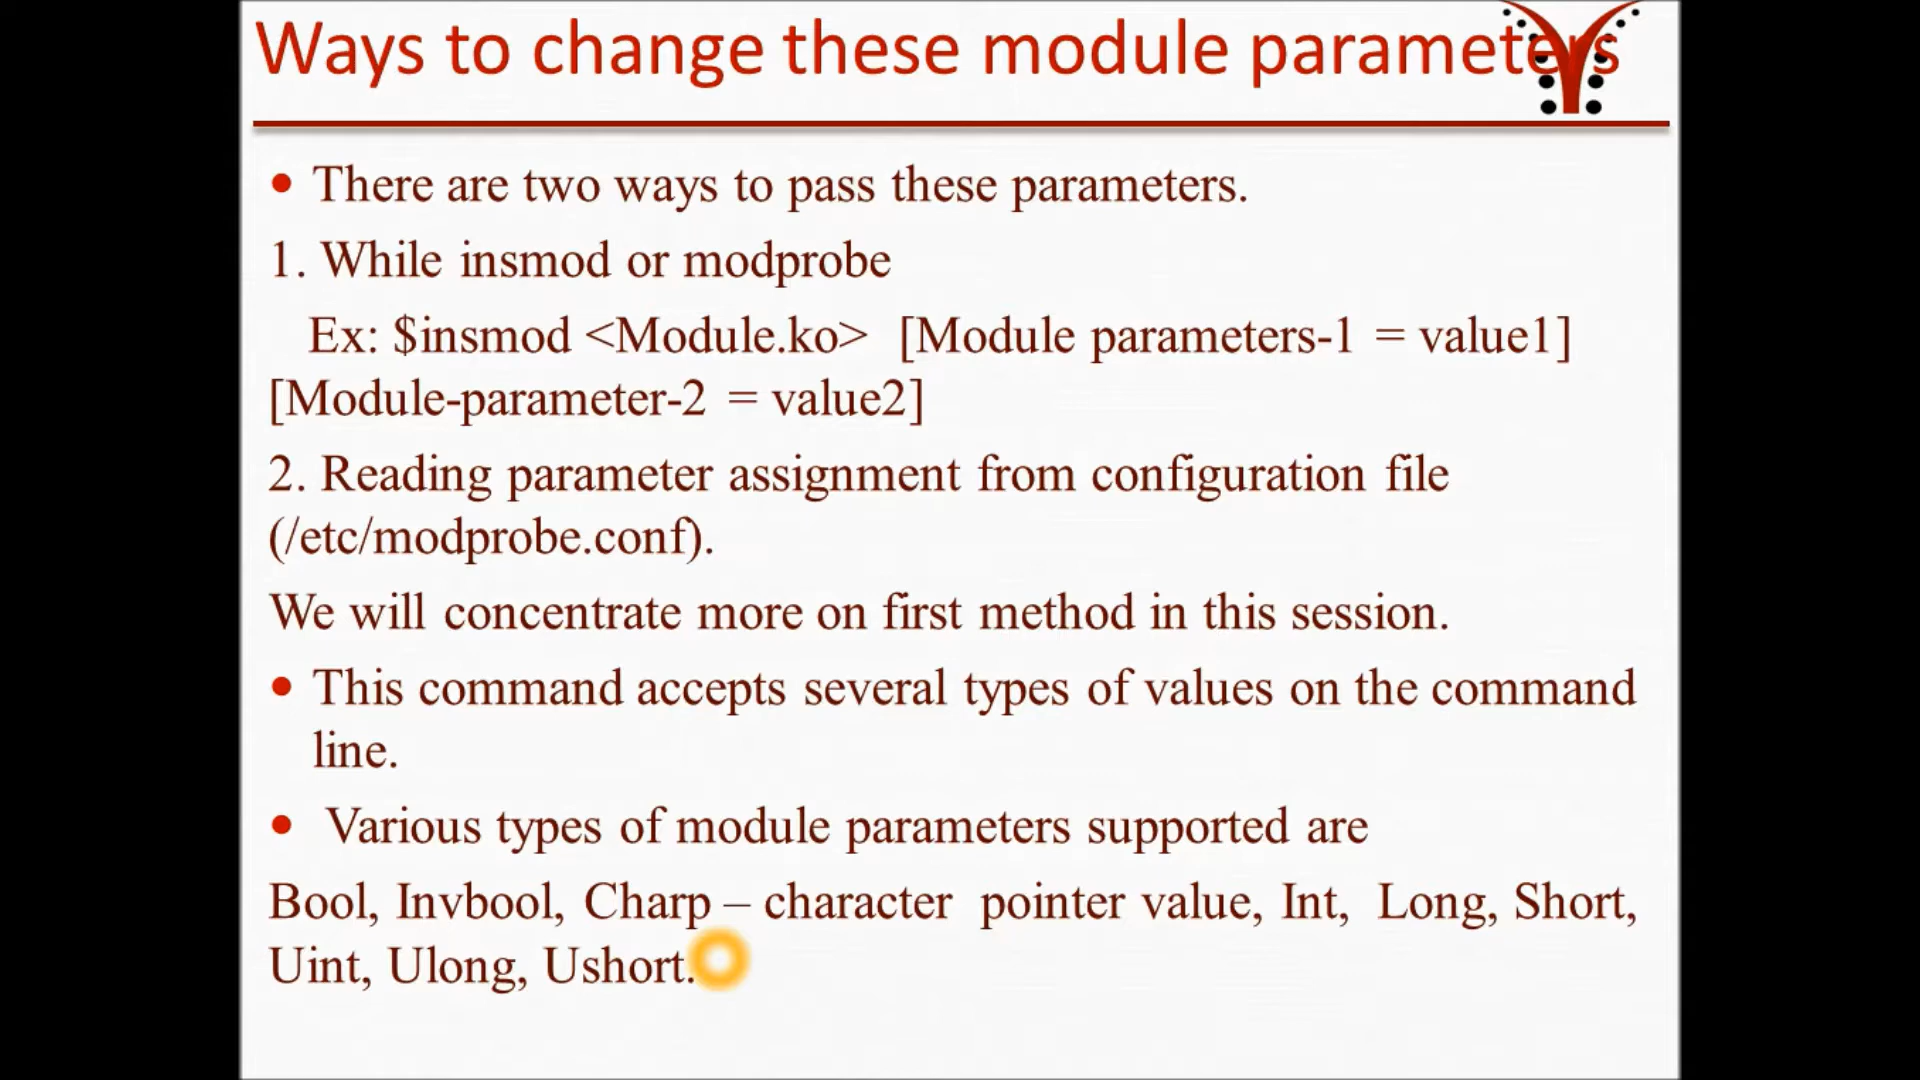 Ways to change these module parameters
• There are two ways to pass these parameters.
1. While insmod or modprobe
Ex: $insmod <Module.ko> [Module parameters-1 = value1]
[Module-parameter-2 = value2]
2. Reading parameter assignment from configuration file
(/etc/modprobe.conf).
We will concentrate more on first method in this session.
• This command accepts several types of values on the command
line.
• Various types of module parameters supported are
Bool, Invbool, Charp – character pointer value, Int, Long, Short,
Uint, Ulong, Ushort.